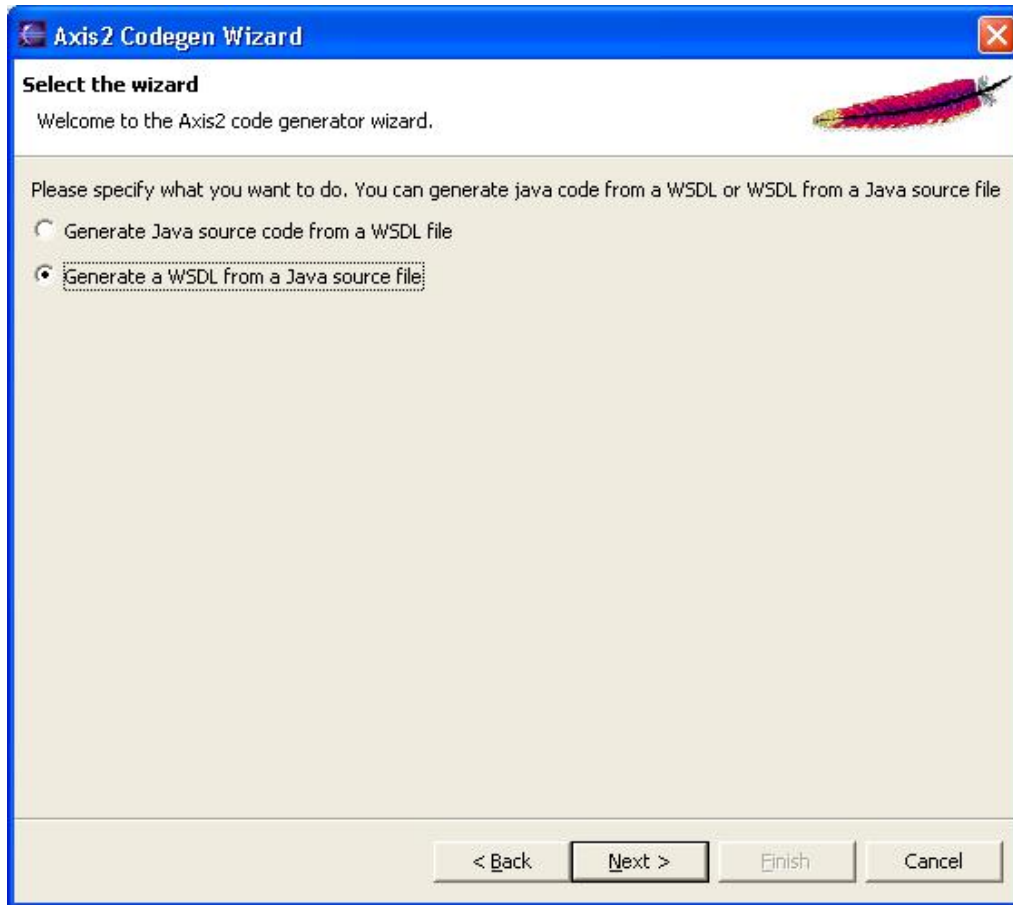 Axis2 Codegen Wizard
Select the wizard
Welcome to the Axis2 code generator wizard.
Please specify what you want to do. You can generate java code from a WSDL or WSDL from a Java source file
Generate Java source code from a WSDL file
Generate a WSDL from a Java source file
< Back Next > Finish Cancel